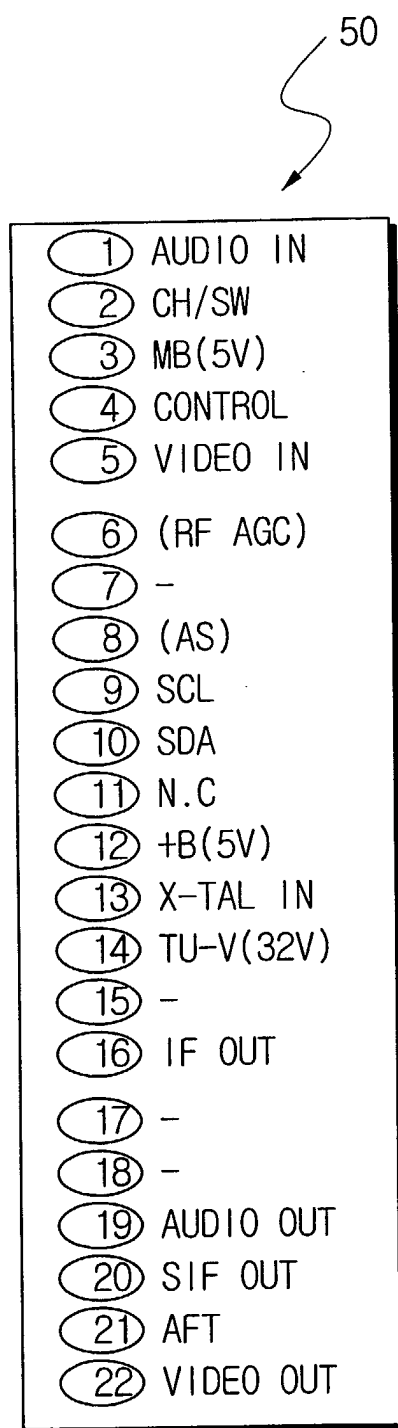 50
1 AUDIO IN
2 CH/SW
3 MB(5V)
4 CONTROL
5 VIDEO IN
6 (RF AGC)
7 -
8 (AS)
9 SCL
10 SDA
11 N.C
12 +B(5V)
13 X-TAL IN
14 TU-V(32V)
15 -
16 IF OUT
17 -
18 -
19 AUDIO OUT
20 SIF OUT
21 AFT
22 VIDEO OUT